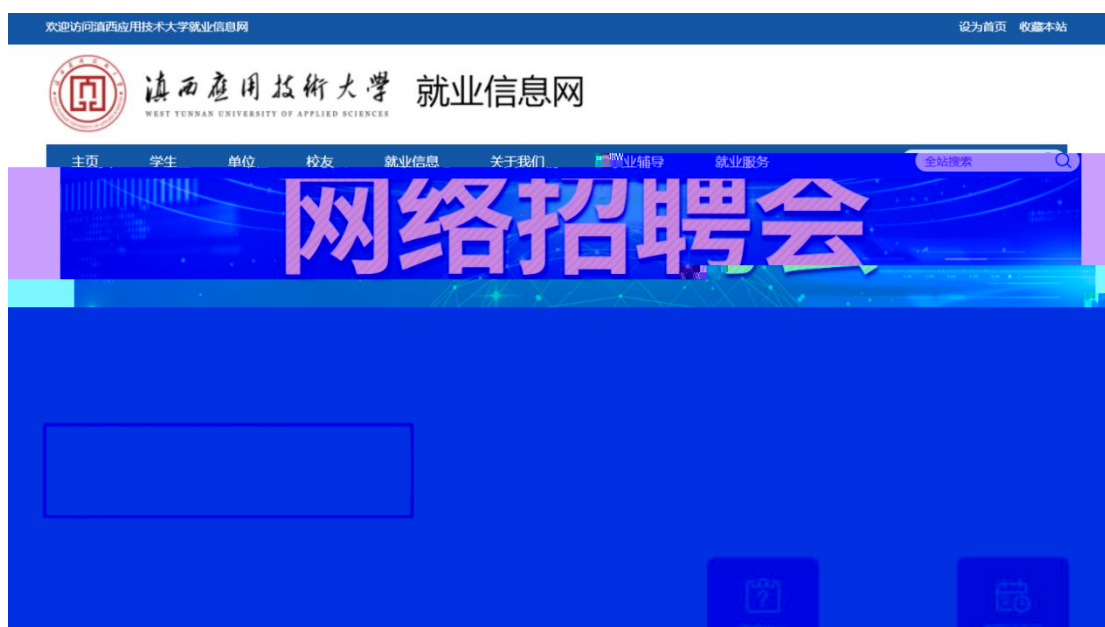 欢迎访问滇西应用技术大学就业信息网
设为首页 收藏本站
滇西应用技術大學 就业信息网
WEST YUNNAN UNIVERSITY OF APPLIED SCIENCES
主页 学生 单位 校友 就业信息 关于我们 业辅导 就业服务 全站搜索
网络招聘会